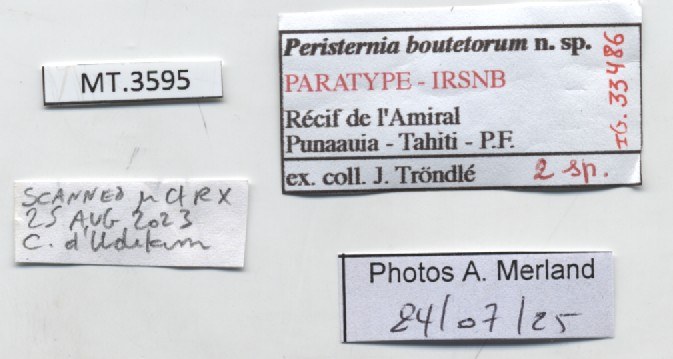 MT.3595
Peristernia boutetorum n. sp.
PARATYPE - IRSNB
Récif de l'Amiral
Punaauia - Tahiti - P.F.
ex. coll. J. Tröndlé 2 sp.
IG. 33486
SCANNED µ CT RX
25 AUG 2023
C. d'Udekem
Photos A. Merland
24/07/25